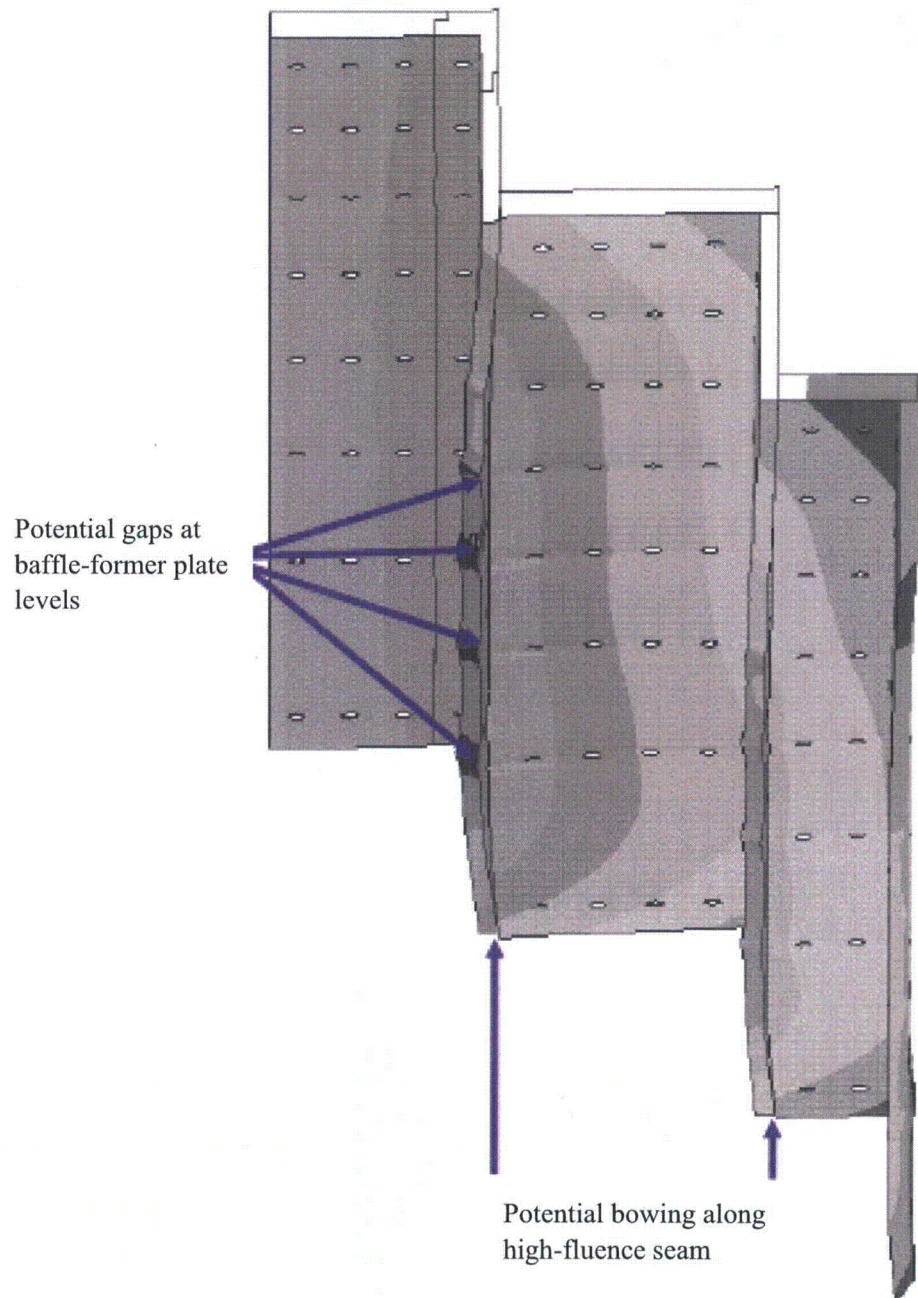 Potential gaps at
baffle-former plate
levels
Potential bowing along
high-fluence seam